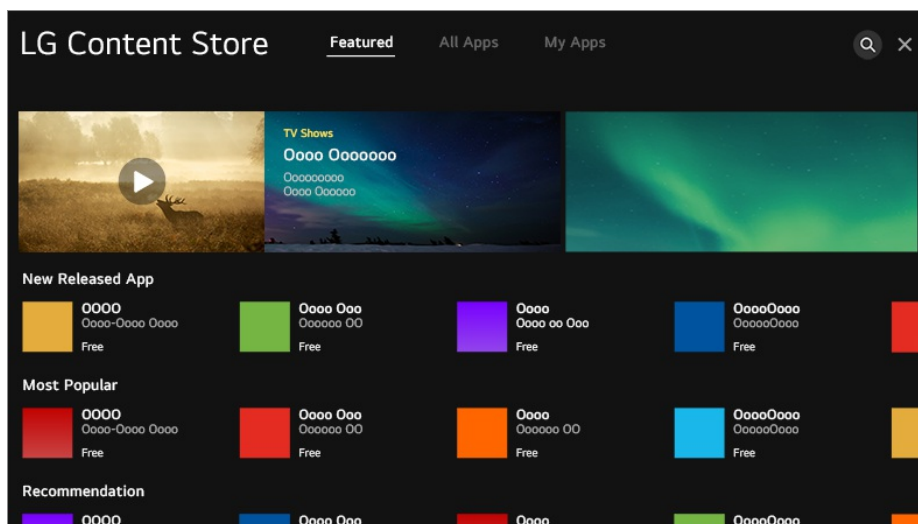 LG Content Store
Featured
All Apps
My Apps
TV Shows
Oooo Ooooooo
Ooooooooo
Oooo Oooooo
New Released App
OOOO
Oooo-Oooo Oooo
Free
Oooo Ooo
Oooooo OO
Free
Oooo
Oooo oo Ooo
Free
OoooOooo
OooooOooo
Free
Most Popular
OOOO
Oooo-Oooo Oooo
Free
Oooo Ooo
Oooooo OO
Free
Oooo
Oooooo OO
Free
OoooOooo
OooooOooo
Free
Recommendation
OOOO
Oooo Ooo
Oooo
OoooOooo